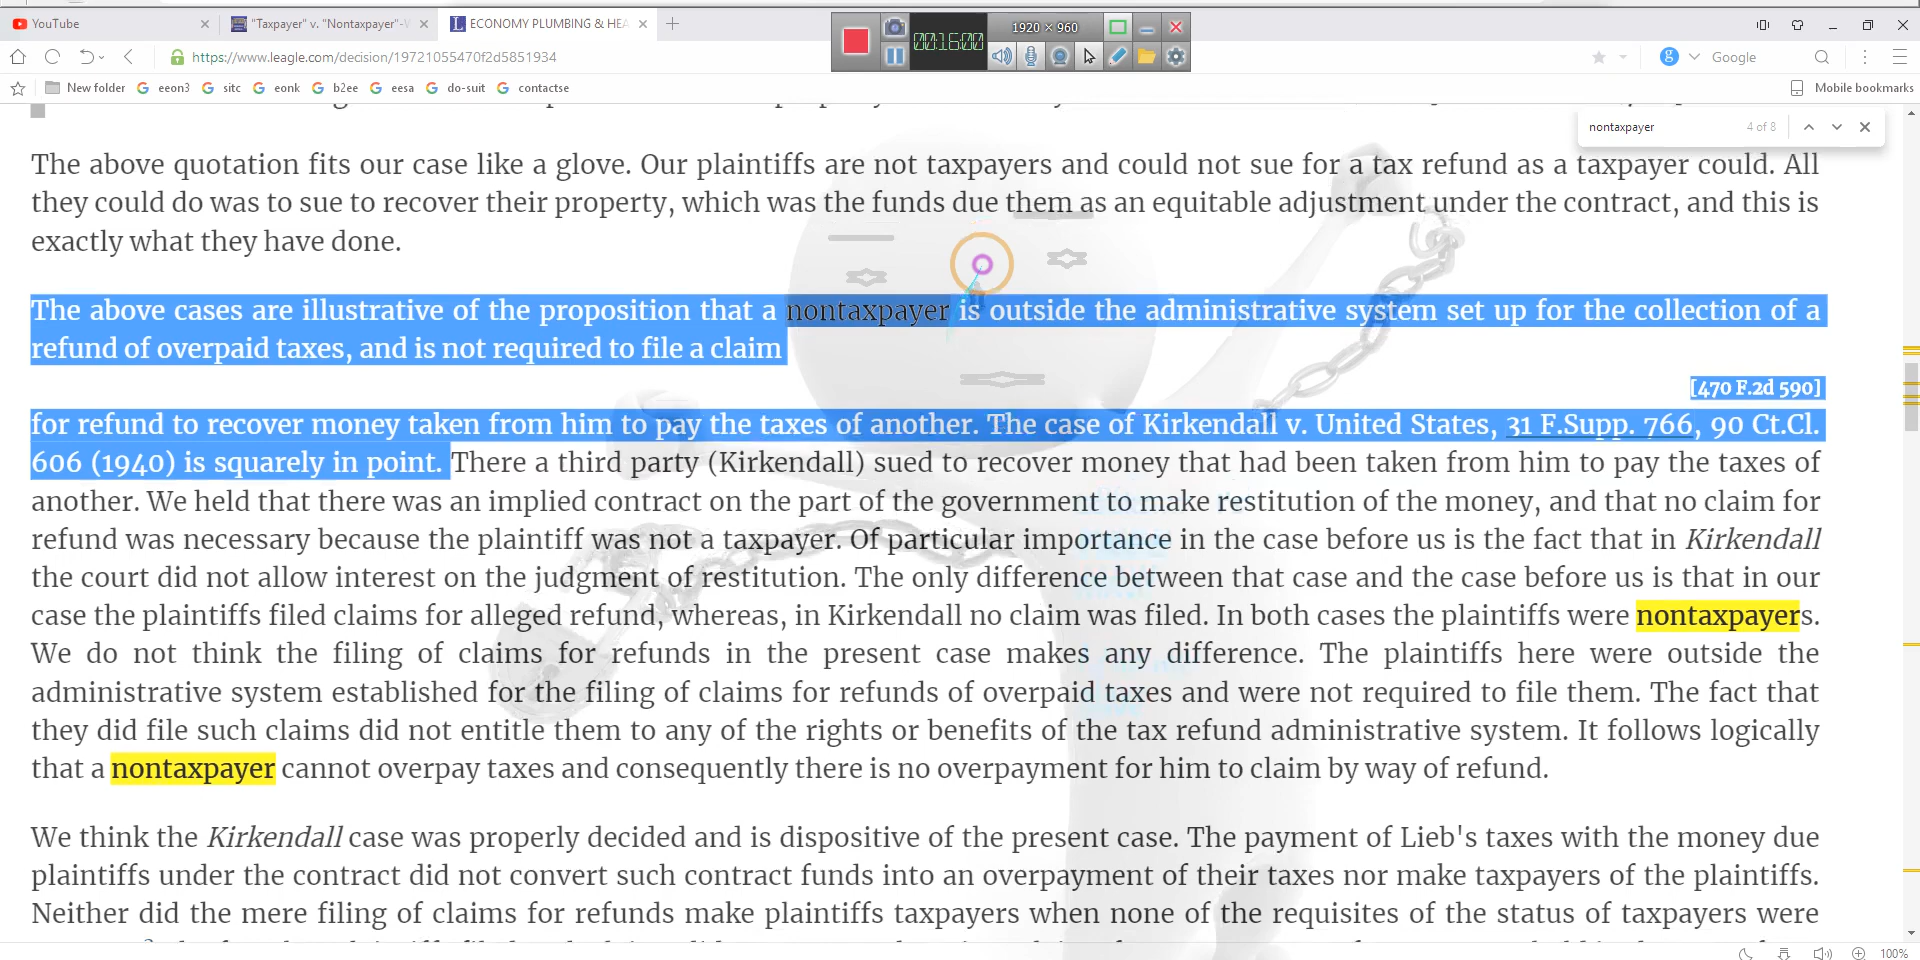 YouTube
"Taxpayer" v. "Nontaxpayer"-W
ECONOMY PLUMBING & HEA
00:16:00
1920 × 960
https://www.leagle.com/decision/19721055470f2d5851934
Google
New folder eeon3 sitc eonk b2ee eesa do-suit contactse
Mobile bookmarks
nontaxpayer 4 of 8
The above quotation fits our case like a glove. Our plaintiffs are not taxpayers and could not sue for a tax refund as a taxpayer could. All
they could do was to sue to recover their property, which was the funds due them as an equitable adjustment under the contract, and this is
exactly what they have done.
The above cases are illustrative of the proposition that a nontaxpayer is outside the administrative system set up for the collection of a
refund of overpaid taxes, and is not required to file a claim
[470 F.2d 590]
for refund to recover money taken from him to pay the taxes of another. The case of Kirkendall v. United States, 31 F.Supp. 766, 90 Ct.Cl.
606 (1940) is squarely in point. There a third party (Kirkendall) sued to recover money that had been taken from him to pay the taxes of
another. We held that there was an implied contract on the part of the government to make restitution of the money, and that no claim for
refund was necessary because the plaintiff was not a taxpayer. Of particular importance in the case before us is the fact that in Kirkendall
the court did not allow interest on the judgment of restitution. The only difference between that case and the case before us is that in our
case the plaintiffs filed claims for alleged refund, whereas, in Kirkendall no claim was filed. In both cases the plaintiffs were nontaxpayers.
We do not think the filing of claims for refunds in the present case makes any difference. The plaintiffs here were outside the
administrative system established for the filing of claims for refunds of overpaid taxes and were not required to file them. The fact that
they did file such claims did not entitle them to any of the rights or benefits of the tax refund administrative system. It follows logically
that a nontaxpayer cannot overpay taxes and consequently there is no overpayment for him to claim by way of refund.
We think the Kirkendall case was properly decided and is dispositive of the present case. The payment of Lieb's taxes with the money due
plaintiffs under the contract did not convert such contract funds into an overpayment of their taxes nor make taxpayers of the plaintiffs.
Neither did the mere filing of claims for refunds make plaintiffs taxpayers when none of the requisites of the status of taxpayers were
100%